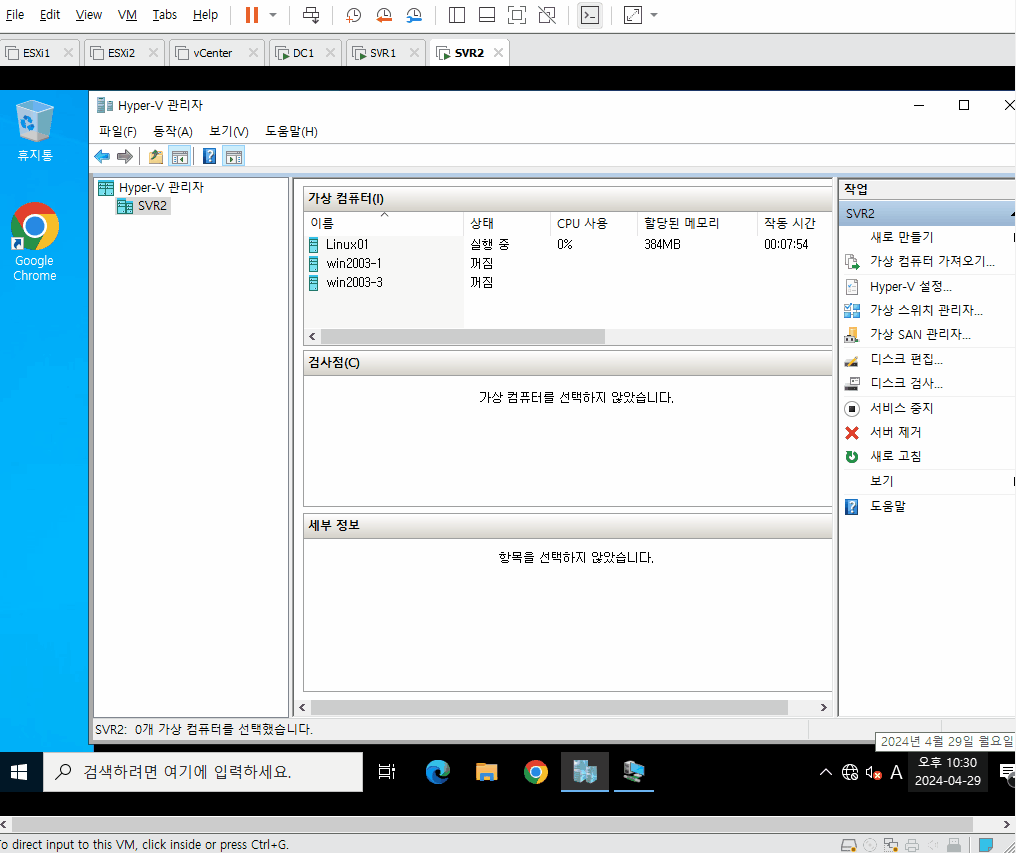 File Edit View VM Tabs Help
ESXi1 ESXi2 vCenter DC1 SVR1 SVR2
휴지통
Google
Chrome
Hyper-V 관리자
파일(F) 동작(A) 보기(V) 도움말(H)
Hyper-V 관리자
SVR2
가상 컴퓨터(I)
이름 상태 CPU 사용 할당된 메모리 작동 시간
Linux01 실행 중 0% 384MB 00:07:54
win2003-1 꺼짐
win2003-3 꺼짐
검사점(C)
가상 컴퓨터를 선택하지 않았습니다.
세부 정보
항목을 선택하지 않았습니다.
작업
SVR2
새로 만들기
가상 컴퓨터 가져오기...
Hyper-V 설정...
가상 스위치 관리자...
가상 SAN 관리자...
디스크 편집...
디스크 검사...
서비스 중지
서버 제거
새로 고침
보기
도움말
SVR2: 0개 가상 컴퓨터를 선택했습니다.
2024년 4월 29일 월요일
검색하려면 여기에 입력하세요.
A
오후 10:30
2024-04-29
To direct input to this VM, click inside or press Ctrl+G.